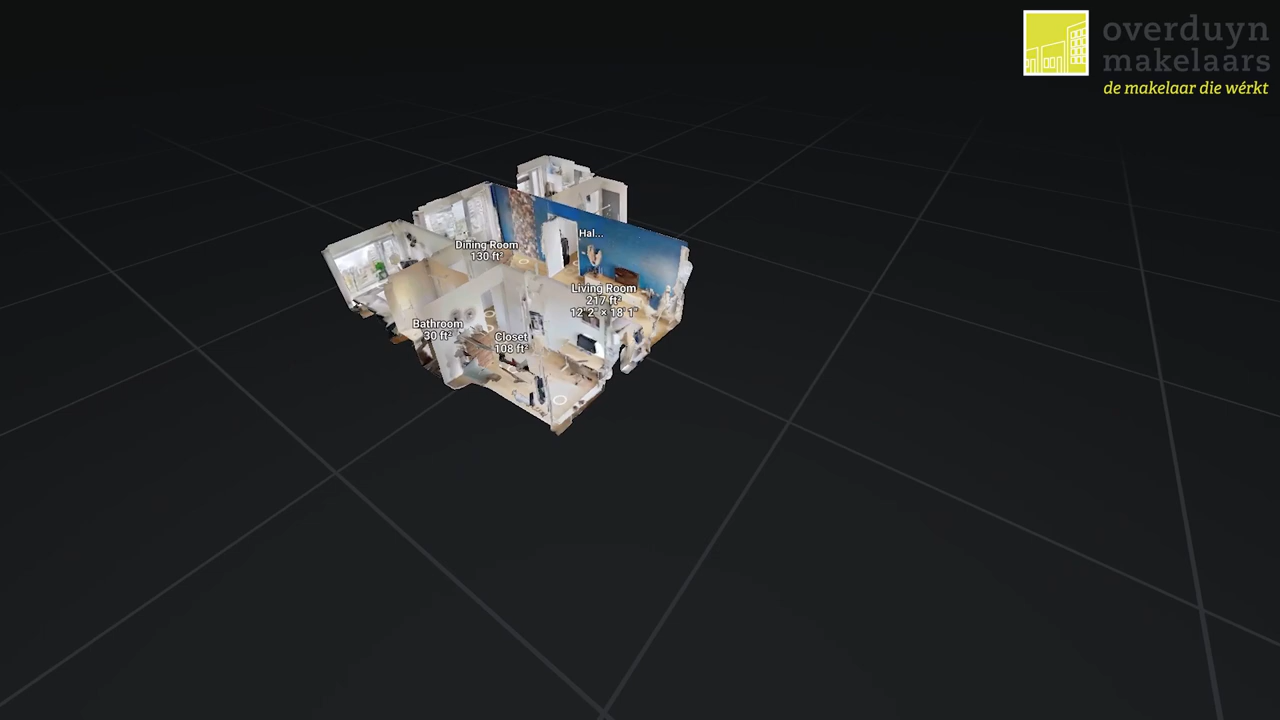 overduyn
makelaars
de makelaar die wérkt
Hal...
Dining Room
130 ft²
Living Room
217 ft²
12'2" × 18'1"
Bathroom
30 ft²
Closet
108 ft²